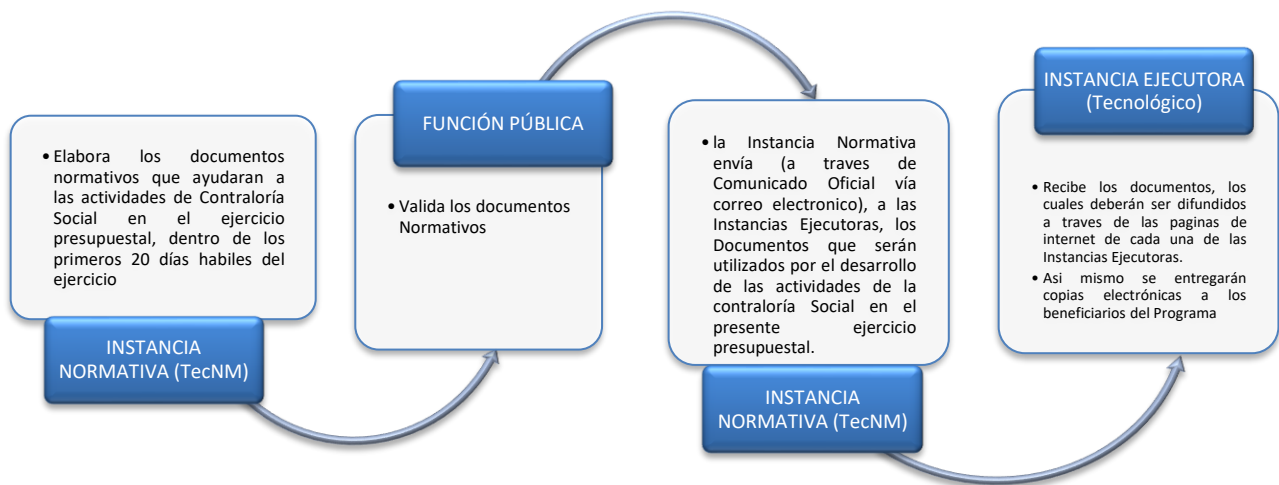 • Elabora los documentos
normativos que ayudaran a
las actividades de Contraloría
Social en el ejercicio
presupuestal, dentro de los
primeros 20 días habiles del
ejercicio
INSTANCIA
NORMATIVA (TecNM)
FUNCIÓN PÚBLICA
• Valida los documentos
Normativos
• la Instancia Normativa
envía (a traves de
Comunicado Oficial vía
correo electronico), a las
Instancias Ejecutoras, los
Documentos que serán
utilizados por el desarrollo
de las actividades de la
contraloría Social en el
presente ejercicio
presupuestal.
INSTANCIA
NORMATIVA (TecNM)
INSTANCIA EJECUTORA
(Tecnológico)
• Recibe los documentos, los
cuales deberán ser difundidos
a traves de las paginas de
internet de cada una de las
Instancias Ejecutoras.
• Asi mismo se entregarán
copias electrónicas a los
beneficiarios del Programa